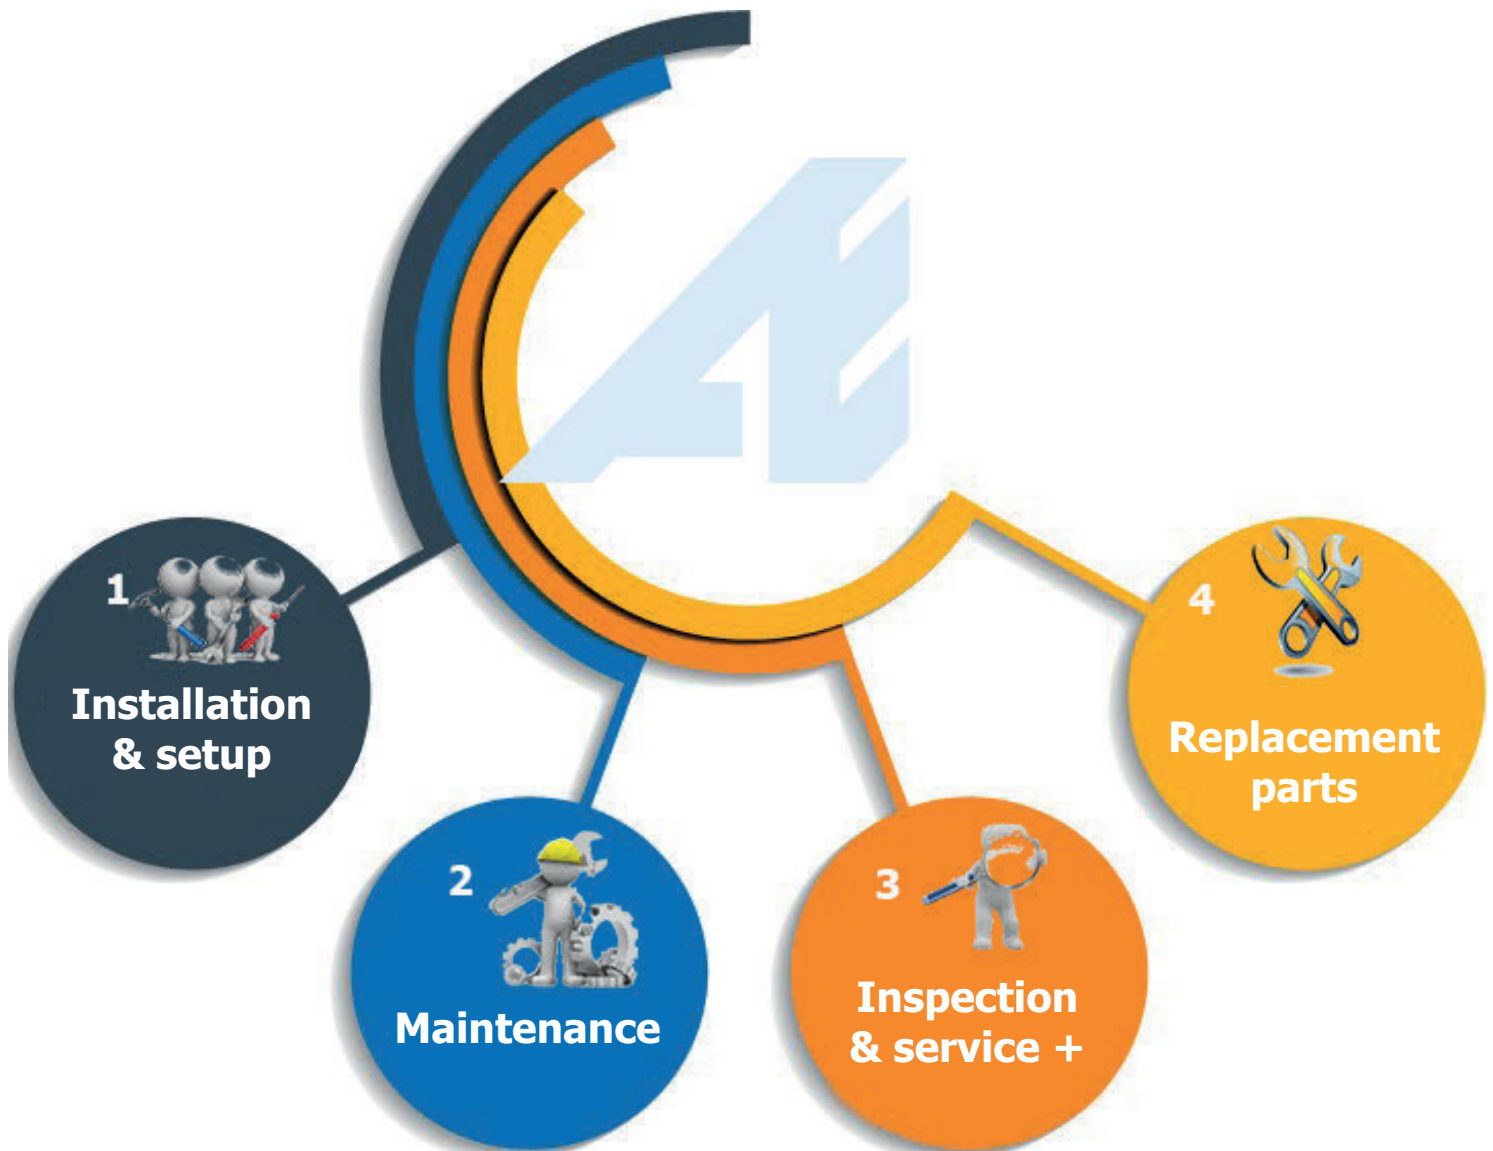 1
Installation
& setup
2
Maintenance
3
Inspection
& service +
4
Replacement
parts